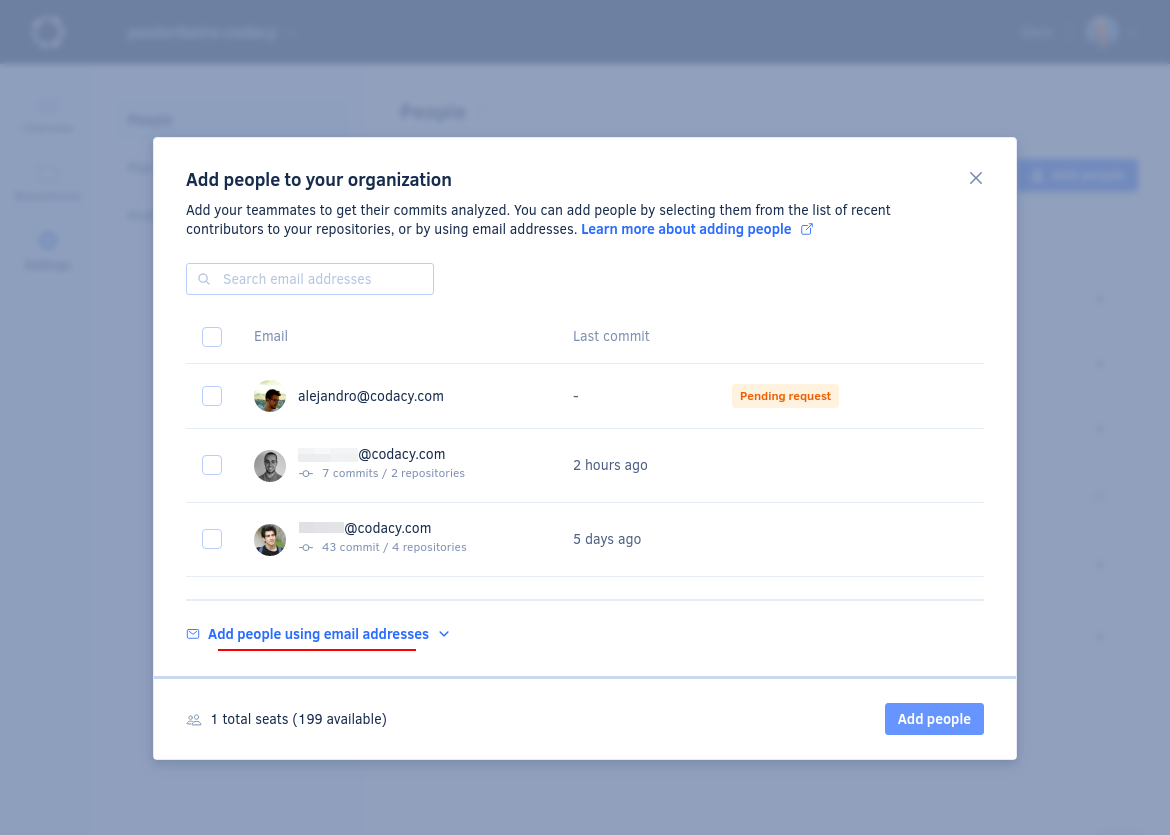 People
People
Add people to your organization
Add your teammates to get their commits analyzed. You can add people by selecting them from the list of recent
contributors to your repositories, or by using email addresses. Learn more about adding people
Search email addresses
Email Last commit
alejandro@codacy.com - Pending request
@codacy.com 2 hours ago
7 commits / 2 repositories
@codacy.com 5 days ago
43 commit / 4 repositories
Add people using email addresses
1 total seats (199 available) Add people